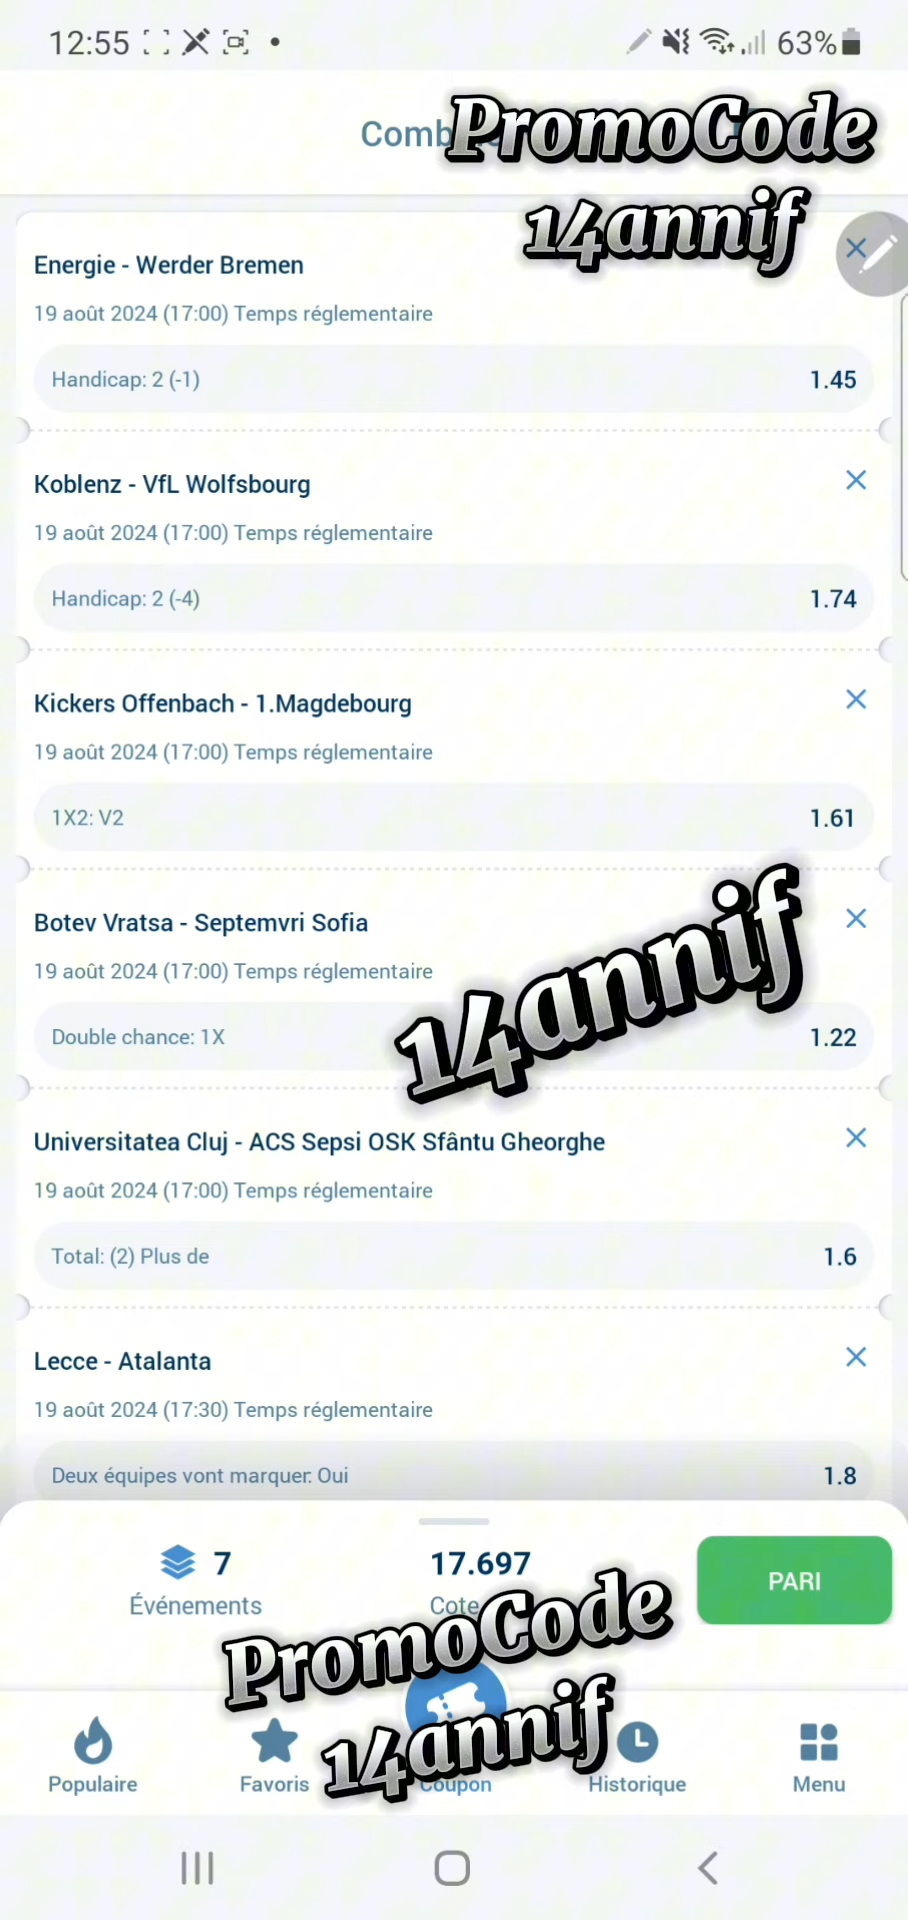 12:55
63%
PromoCode
14annif
Energie - Werder Bremen
19 août 2024 (17:00) Temps réglementaire
Handicap: 2 (-1) 1.45
Koblenz - VfL Wolfsbourg
19 août 2024 (17:00) Temps réglementaire
Handicap: 2 (-4) 1.74
Kickers Offenbach - 1.Magdebourg
19 août 2024 (17:00) Temps réglementaire
1X2: V2 1.61
Botev Vratsa - Septemvri Sofia
19 août 2024 (17:00) Temps réglementaire
14annif
Double chance: 1X 1.22
Universitatea Cluj - ACS Sepsi OSK Sfântu Gheorghe
19 août 2024 (17:00) Temps réglementaire
Total: (2) Plus de 1.6
Lecce - Atalanta
19 août 2024 (17:30) Temps réglementaire
Deux équipes vont marquer: Oui 1.8
7 17.697
Événements Cote
PARI
PromoCode
14annif
Populaire Favoris Coupon Historique Menu